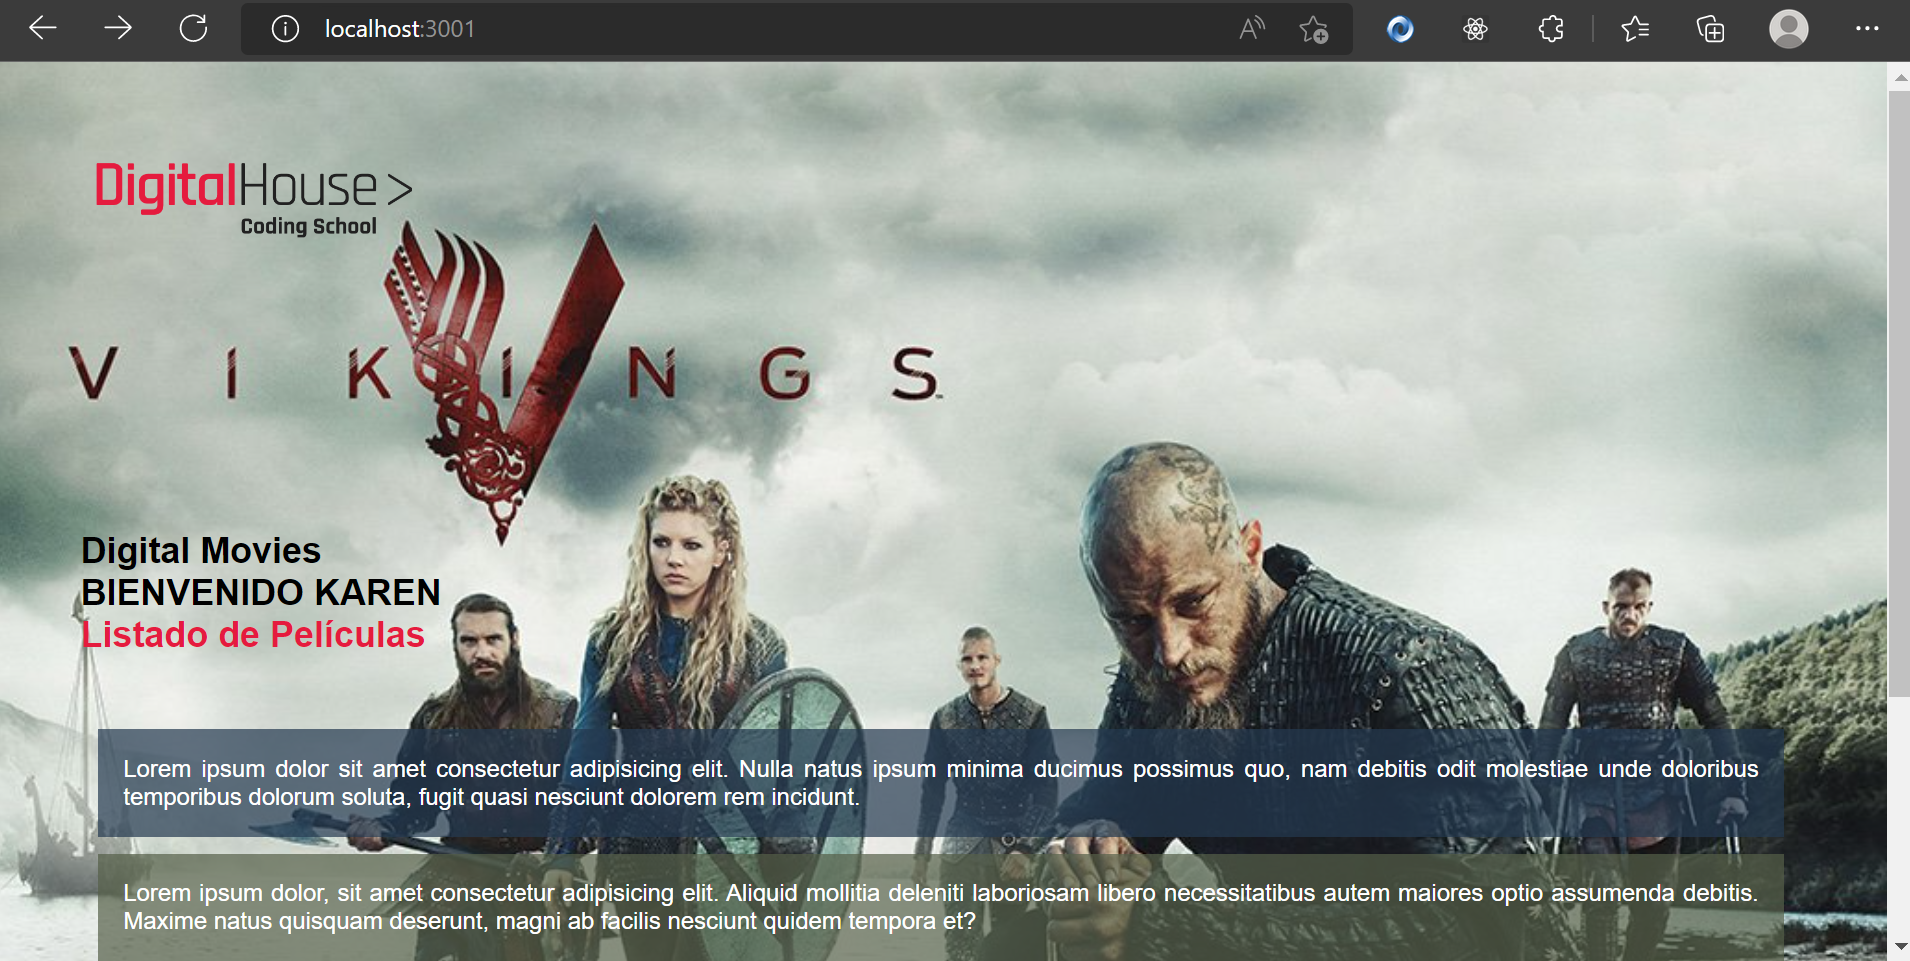 localhost:3001
DigitalHouse >
Coding School
VIKINGS
Digital Movies
BIENVENIDO KAREN
Listado de Películas
Lorem ipsum dolor sit amet consectetur adipisicing elit. Nulla natus ipsum minima ducimus possimus quo, nam debitis odit molestiae unde doloribus
temporibus dolorum soluta, fugit quasi nesciunt dolorem rem incidunt.
Lorem ipsum dolor, sit amet consectetur adipisicing elit. Aliquid mollitia deleniti laboriosam libero necessitatibus autem maiores optio assumenda debitis.
Maxime natus quisquam deserunt, magni ab facilis nesciunt quidem tempora et?